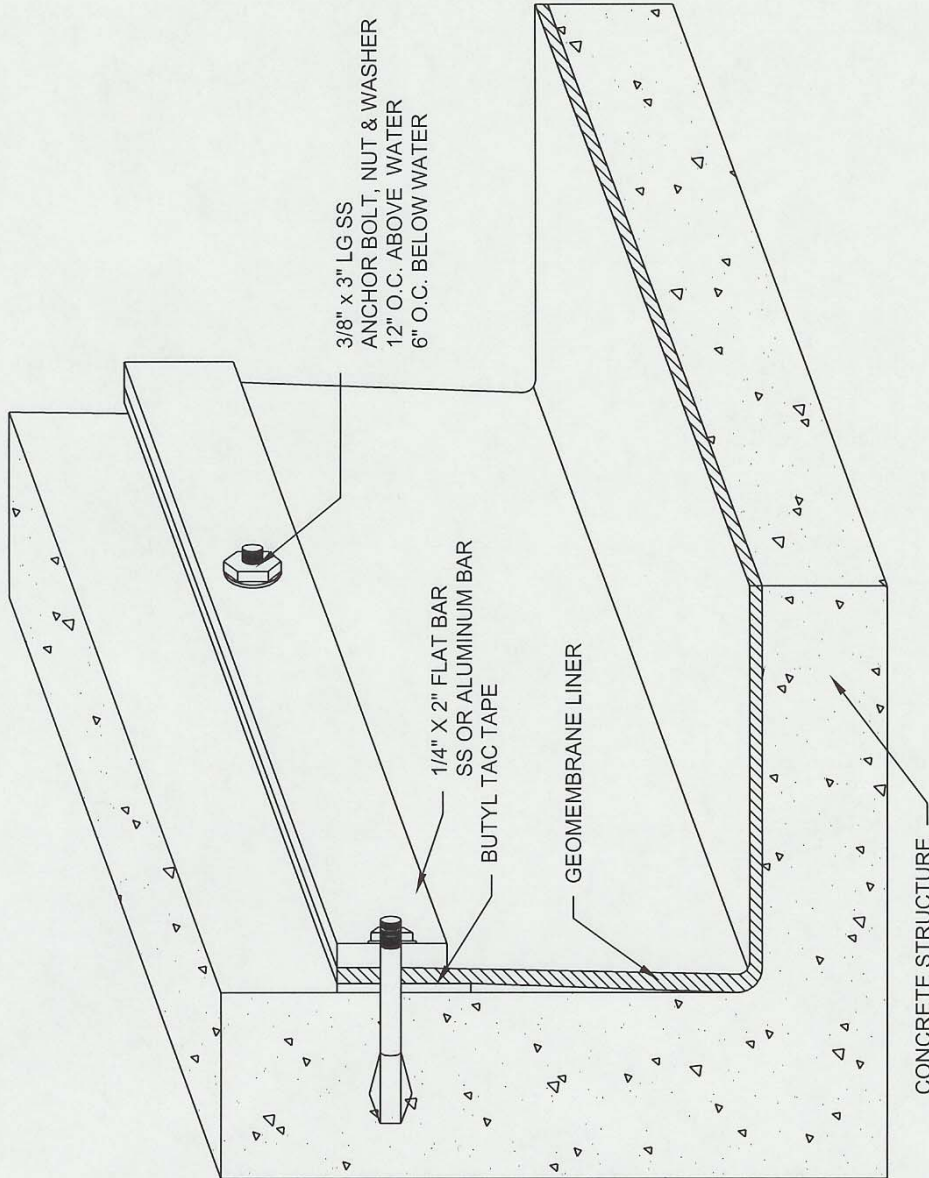 3/8" x 3" LG SS
ANCHOR BOLT, NUT & WASHER
12" O.C. ABOVE WATER
6" O.C. BELOW WATER
1/4" X 2" FLAT BAR
SS OR ALUMINUM BAR
BUTYL TAC TAPE
GEOMEMBRANE LINER
CONCRETE STRUCTURE